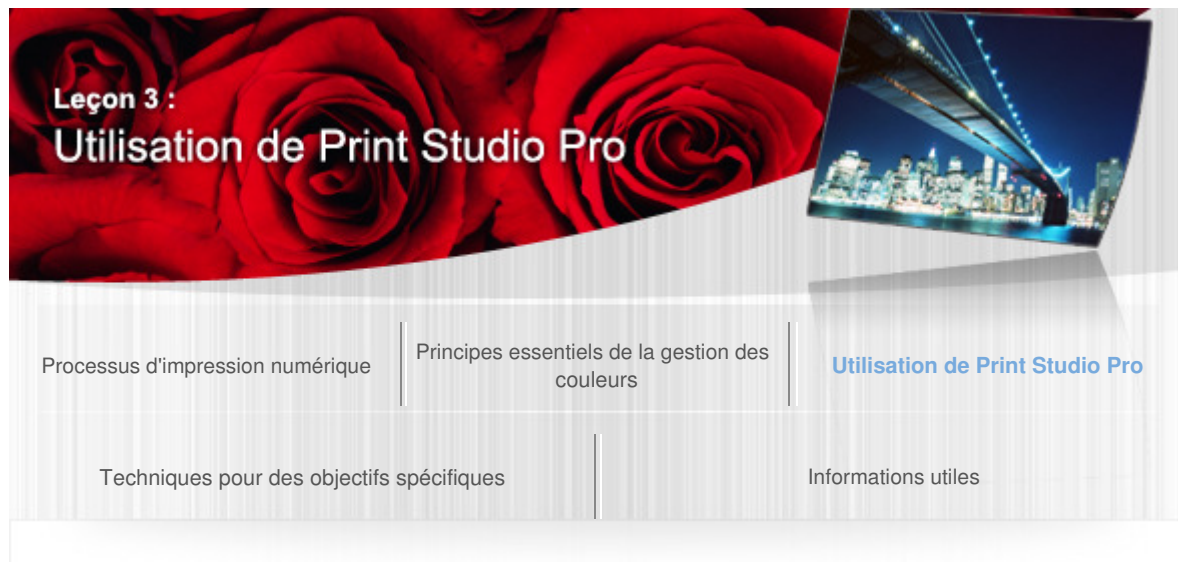 Leçon 3 :
Utilisation de Print Studio Pro
Processus d'impression numérique
Principes essentiels de la gestion des
couleurs
Utilisation de Print Studio Pro
Techniques pour des objectifs spécifiques
Informations utiles